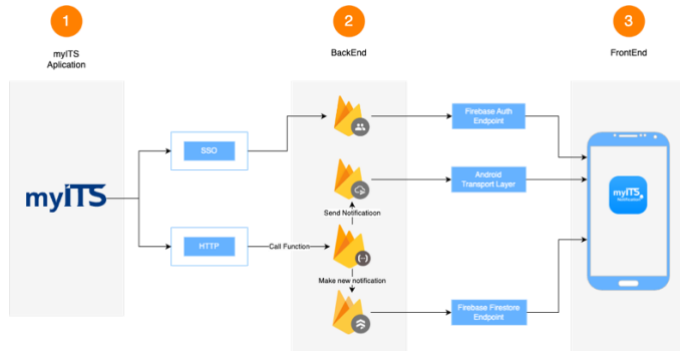 1
2
3
myITS
Aplication
BackEnd
FrontEnd
myITS
SSO
HTTP
Call Function
Send Notificatioon
Make new notification
Firebase Auth
Endpoint
Android
Transport Layer
Firebase Firestore
Endpoint
myITS
Notification